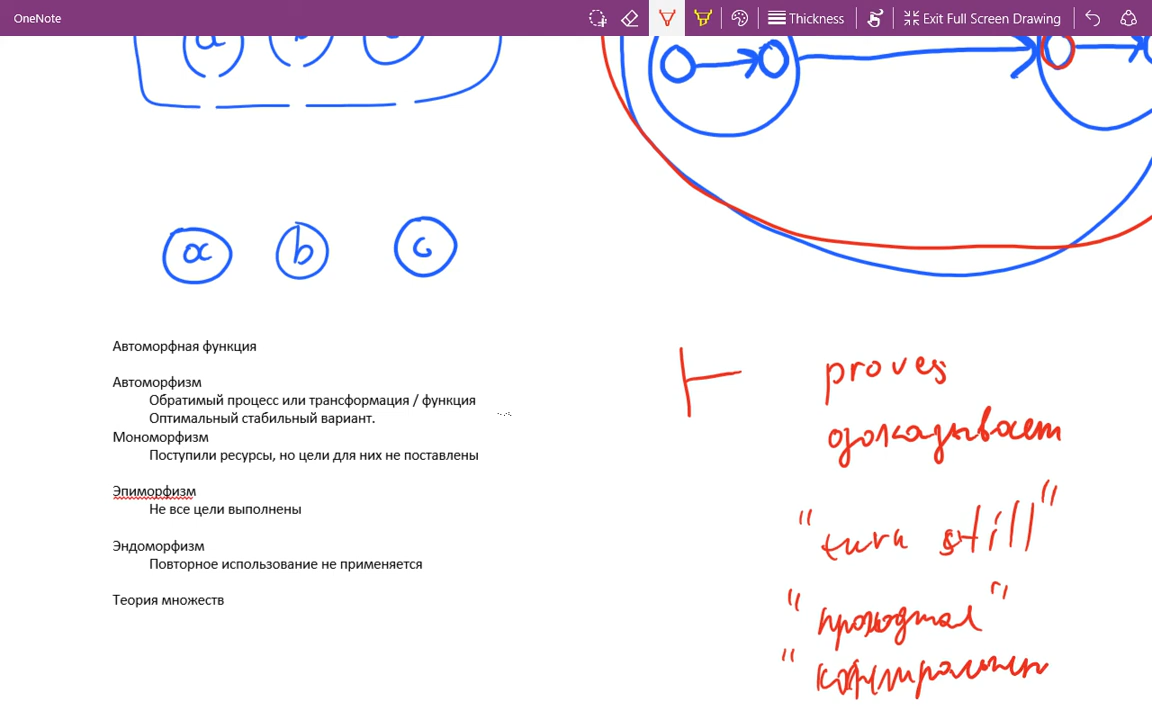 OneNote
Thickness
Exit Full Screen Drawing
a b c
a b c
Автоморфная функция
Автоморфизм
Обратимый процесс или трансформация / функция
Оптимальный стабильный вариант.
Мономорфизм
Поступили ресурсы, но цели для них не поставлены
Эпиморфизм
Не все цели выполнены
Эндоморфизм
Повторное использование не применяется
Теория множеств
⊢ proves
доказывает
"turn still"